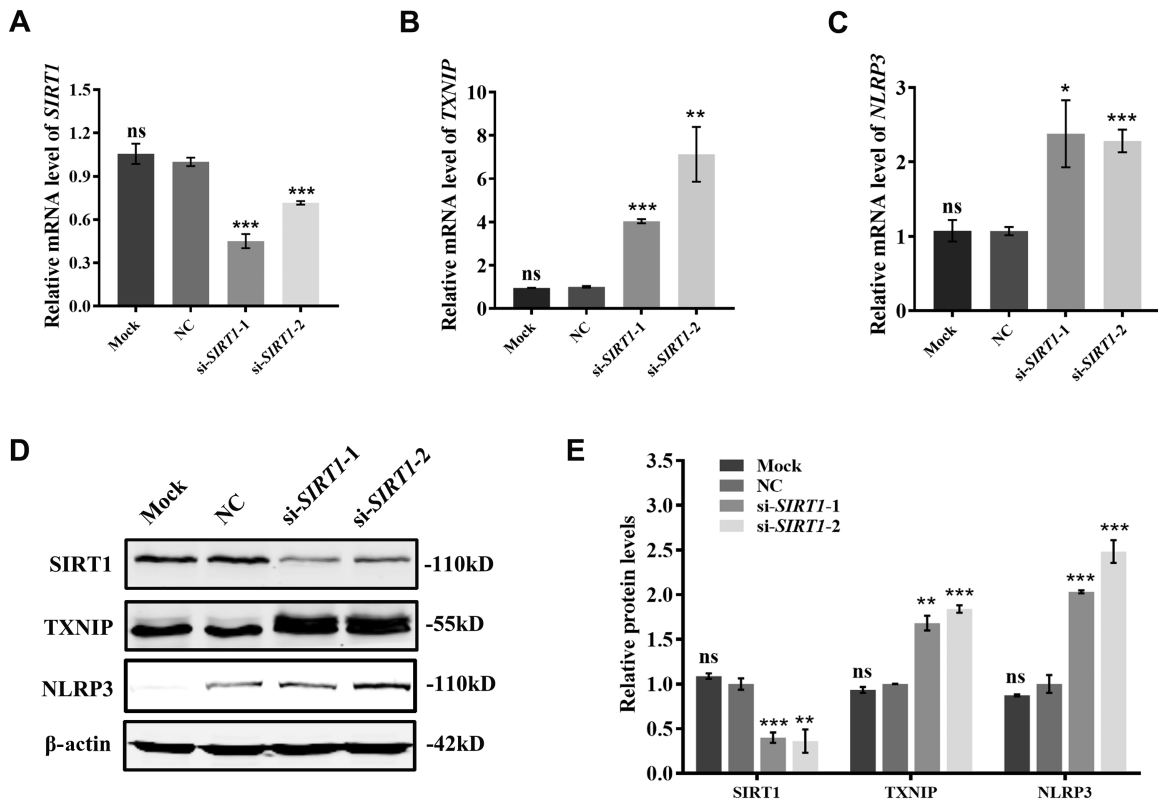 A
Relative mRNA level of SIRT1
1.5
1.2
0.9
0.6
0.3
0.0
ns
***
***
Mock
NC
si-SIRT1-1
si-SIRT1-2
B
Relative mRNA level of TXNIP
10
8
6
4
2
0
ns
***
**
Mock
NC
si-SIRT1-1
si-SIRT1-2
C
Relative mRNA level of NLRP3
3
2
1
0
ns
*
***
Mock
NC
si-SIRT1-1
si-SIRT1-2
D
Mock
NC
si-SIRT1-1
si-SIRT1-2
SIRT1
-110kD
TXNIP
-55kD
NLRP3
-110kD
β-actin
-42kD
E
Relative protein levels
3.5
3.0
2.5
2.0
1.5
1.0
0.5
0.0
Mock
NC
si-SIRT1-1
si-SIRT1-2
ns
***
**
ns
**
***
ns
***
***
SIRT1
TXNIP
NLRP3